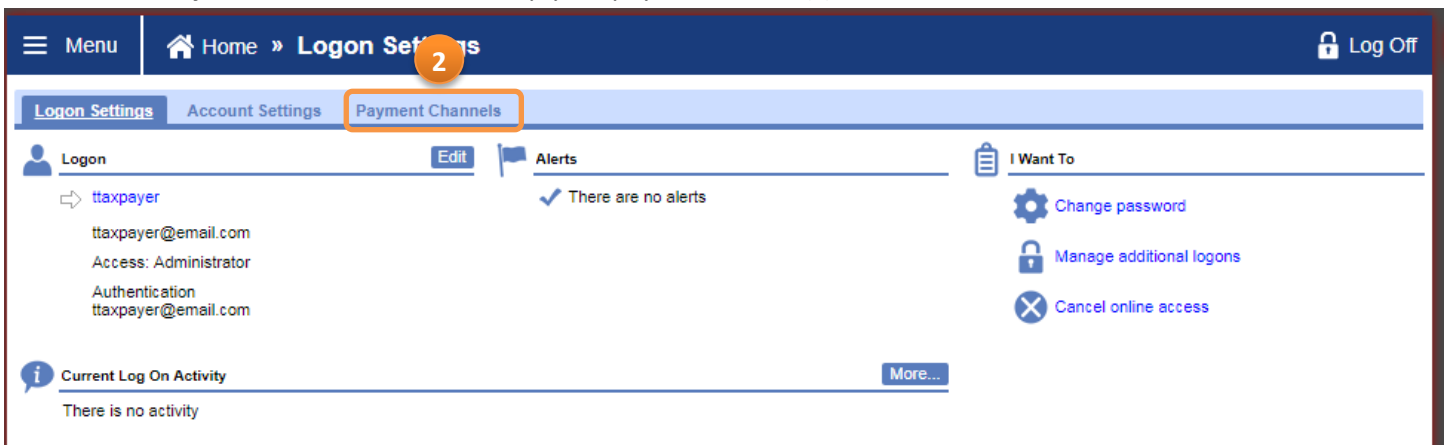 Menu Home » Logon Settings Log Off
2
Logon Settings Account Settings Payment Channels
Logon Edit
ttaxpayer
ttaxpayer@email.com
Access: Administrator
Authentication
ttaxpayer@email.com
Alerts
There are no alerts
I Want To
Change password
Manage additional logons
Cancel online access
Current Log On Activity More...
There is no activity